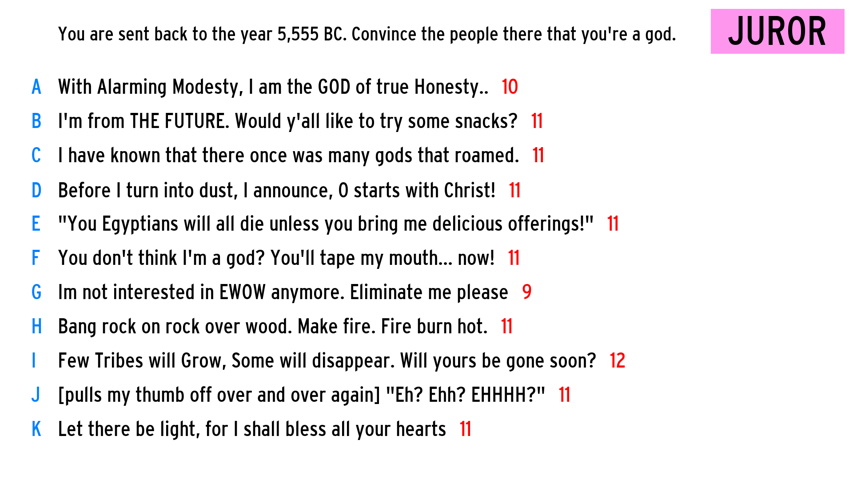 You are sent back to the year 5,555 BC. Convince the people there that you're a god.
JUROR
A With Alarming Modesty, I am the GOD of true Honesty.. 10
B I'm from THE FUTURE. Would y'all like to try some snacks? 11
C I have known that there once was many gods that roamed. 11
D Before I turn into dust, I announce, 0 starts with Christ! 11
E "You Egyptians will all die unless you bring me delicious offerings!" 11
F You don't think I'm a god? You'll tape my mouth... now! 11
G Im not interested in EWOW anymore. Eliminate me please 9
H Bang rock on rock over wood. Make fire. Fire burn hot. 11
I Few Tribes will Grow, Some will disappear. Will yours be gone soon? 12
J [pulls my thumb off over and over again] "Eh? Ehh? EHHHH?" 11
K Let there be light, for I shall bless all your hearts 11